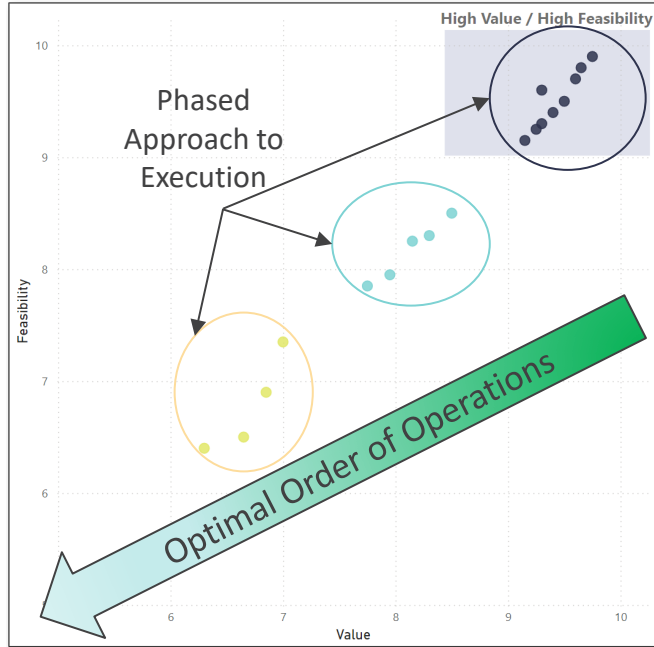 High Value / High Feasibility
10
Phased
Approach to
Execution
9
8
Feasibility
7
Optimal Order of Operations
6
6
7
8
9
10
Value